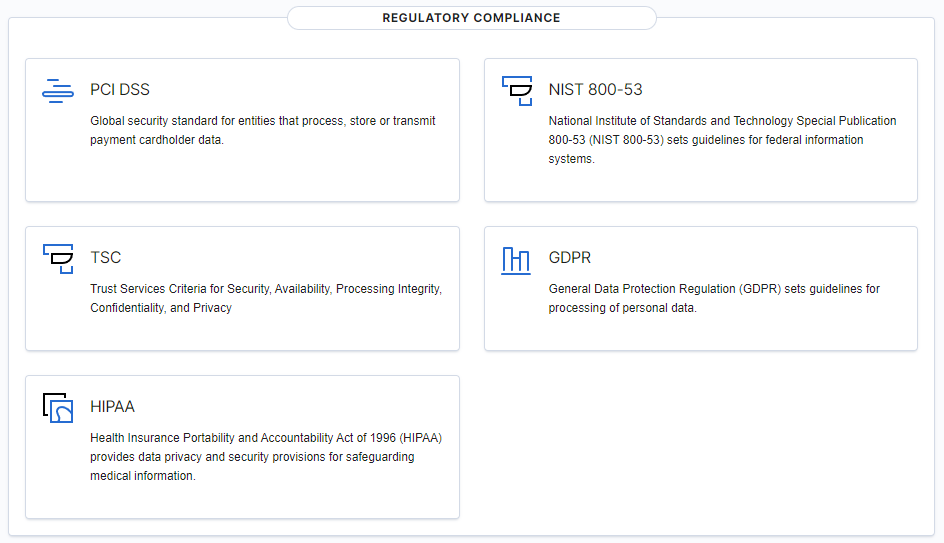 REGULATORY COMPLIANCE
PCI DSS
Global security standard for entities that process, store or transmit
payment cardholder data.
NIST 800-53
National Institute of Standards and Technology Special Publication
800-53 (NIST 800-53) sets guidelines for federal information
systems.
TSC
Trust Services Criteria for Security, Availability, Processing Integrity,
Confidentiality, and Privacy
GDPR
General Data Protection Regulation (GDPR) sets guidelines for
processing of personal data.
HIPAA
Health Insurance Portability and Accountability Act of 1996 (HIPAA)
provides data privacy and security provisions for safeguarding
medical information.